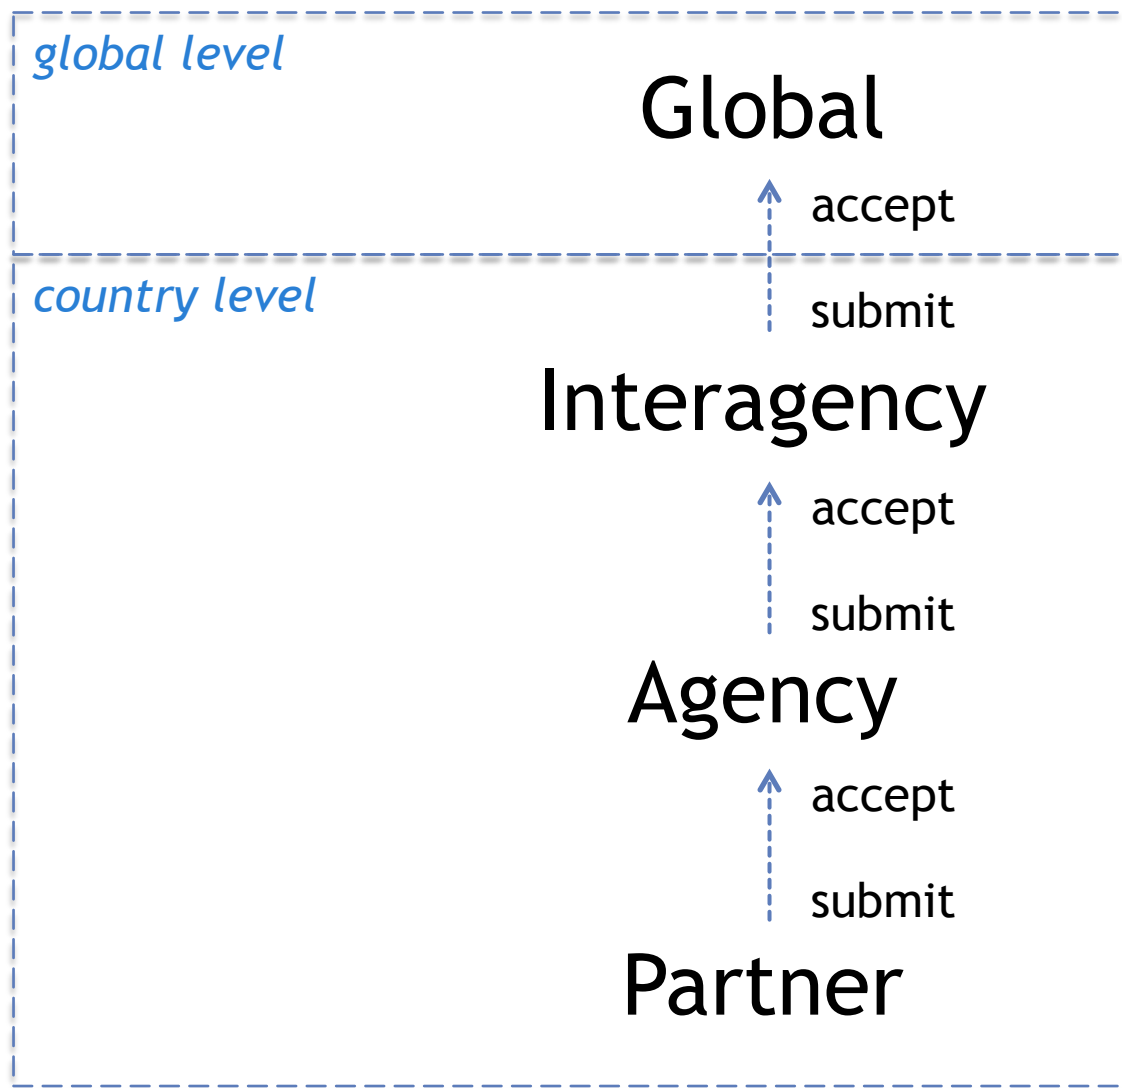 global level
Global
accept
country level
submit
Interagency
accept
submit
Agency
accept
submit
Partner